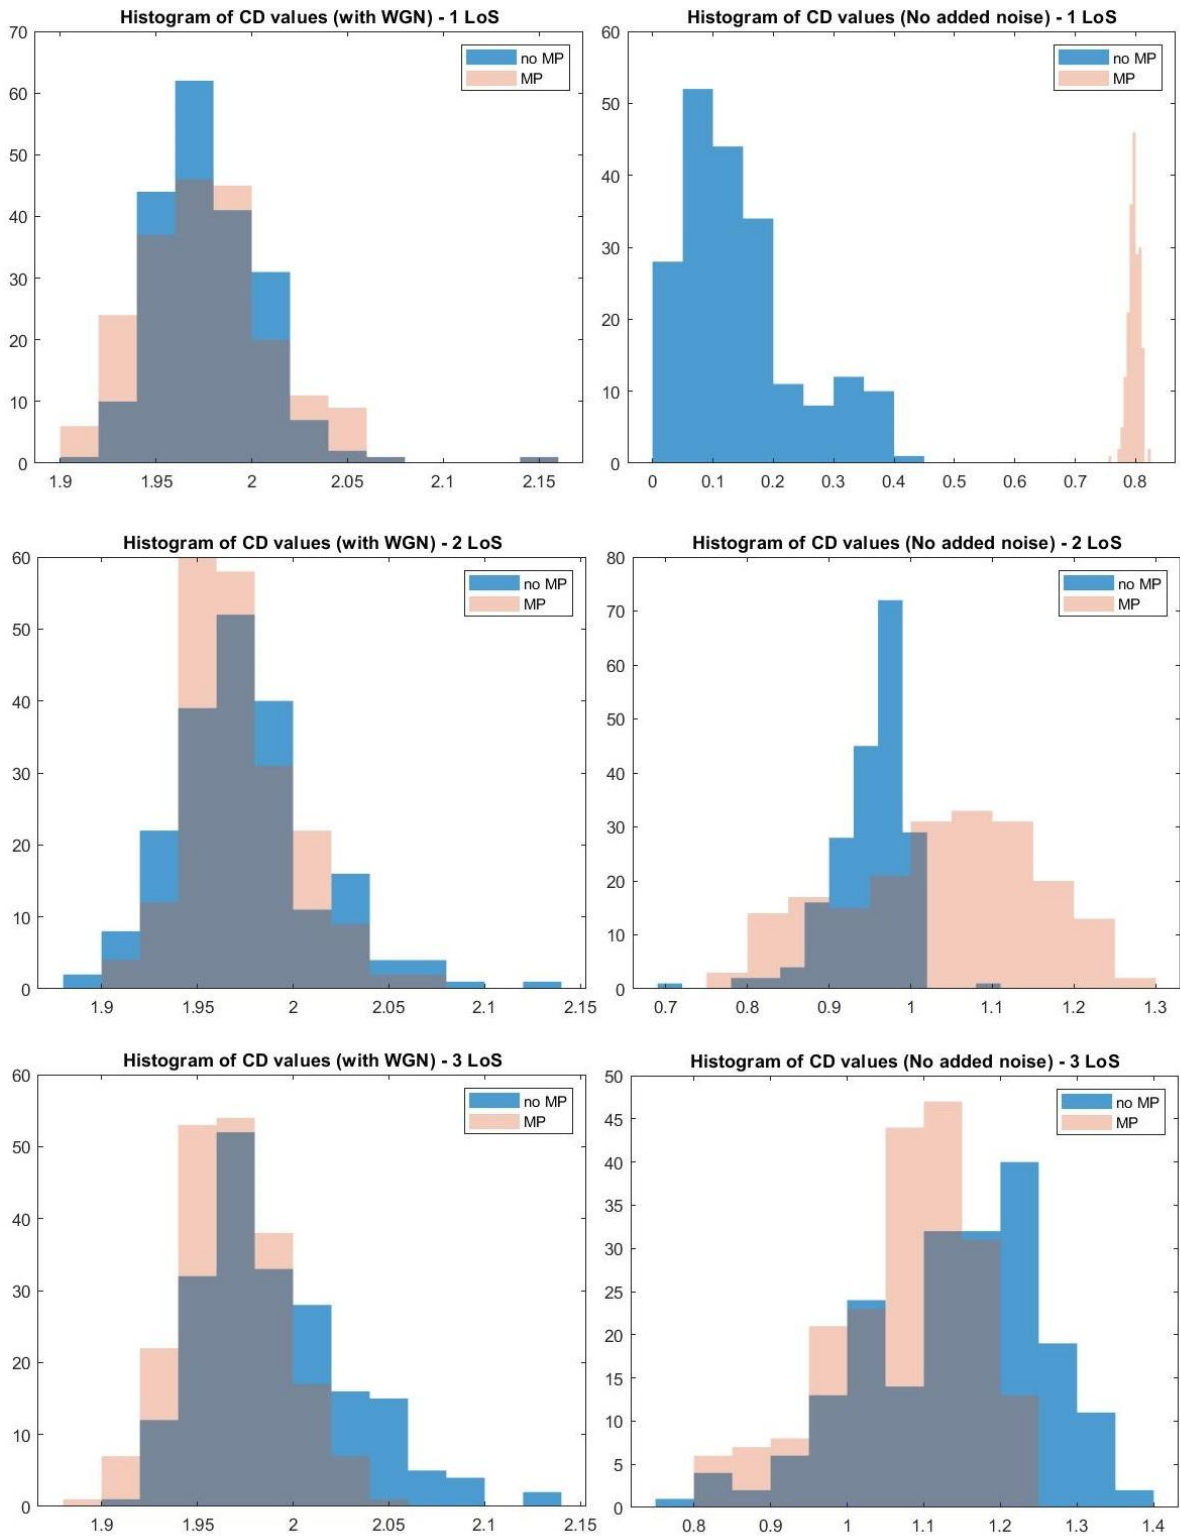 Histogram of CD values (with WGN) - 1 LoS
no MP
MP
70
60
50
40
30
20
10
0
1.9 1.95 2 2.05 2.1 2.15
Histogram of CD values (No added noise) - 1 LoS
no MP
MP
60
50
40
30
20
10
0
0 0.1 0.2 0.3 0.4 0.5 0.6 0.7 0.8
Histogram of CD values (with WGN) - 2 LoS
no MP
MP
60
50
40
30
20
10
0
1.9 1.95 2 2.05 2.1 2.15
Histogram of CD values (No added noise) - 2 LoS
no MP
MP
80
70
60
50
40
30
20
10
0
0.7 0.8 0.9 1 1.1 1.2 1.3
Histogram of CD values (with WGN) - 3 LoS
no MP
MP
60
50
40
30
20
10
0
1.9 1.95 2 2.05 2.1 2.15
Histogram of CD values (No added noise) - 3 LoS
no MP
MP
50
45
40
35
30
25
20
15
10
5
0
0.8 0.9 1 1.1 1.2 1.3 1.4